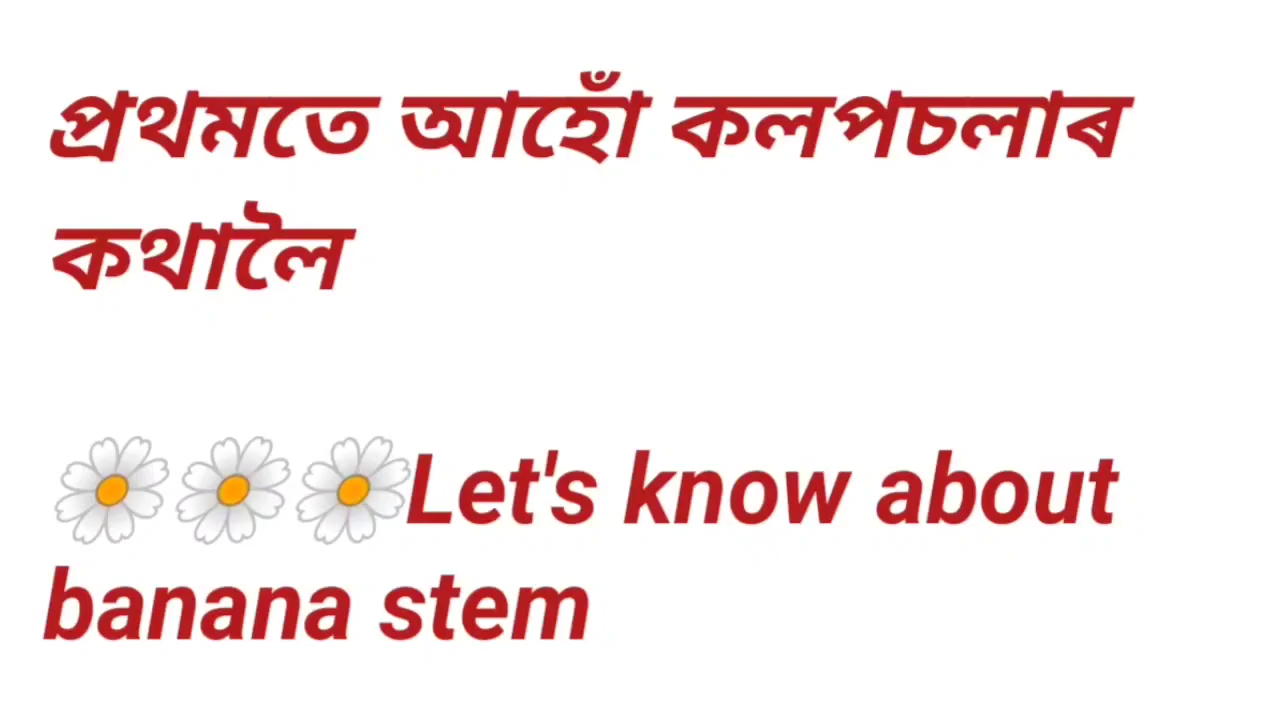 প্ৰথমতে আহোঁ কলপচলাৰ
কথালৈ
🌼🌼🌼Let's know about
banana stem